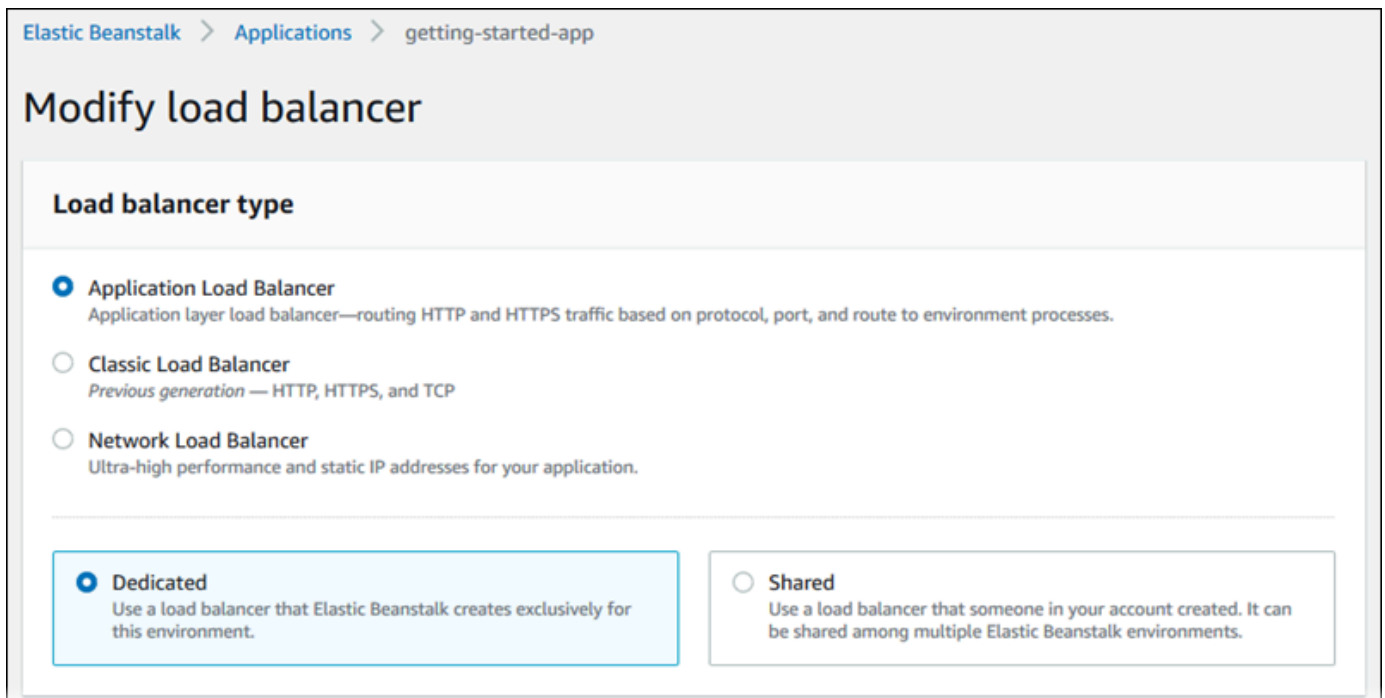 Elastic Beanstalk > Applications > getting-started-app
Modify load balancer
Load balancer type
Application Load Balancer
Application layer load balancer—routing HTTP and HTTPS traffic based on protocol, port, and route to environment processes.
Classic Load Balancer
Previous generation — HTTP, HTTPS, and TCP
Network Load Balancer
Ultra-high performance and static IP addresses for your application.
Dedicated
Use a load balancer that Elastic Beanstalk creates exclusively for
this environment.
Shared
Use a load balancer that someone in your account created. It can
be shared among multiple Elastic Beanstalk environments.